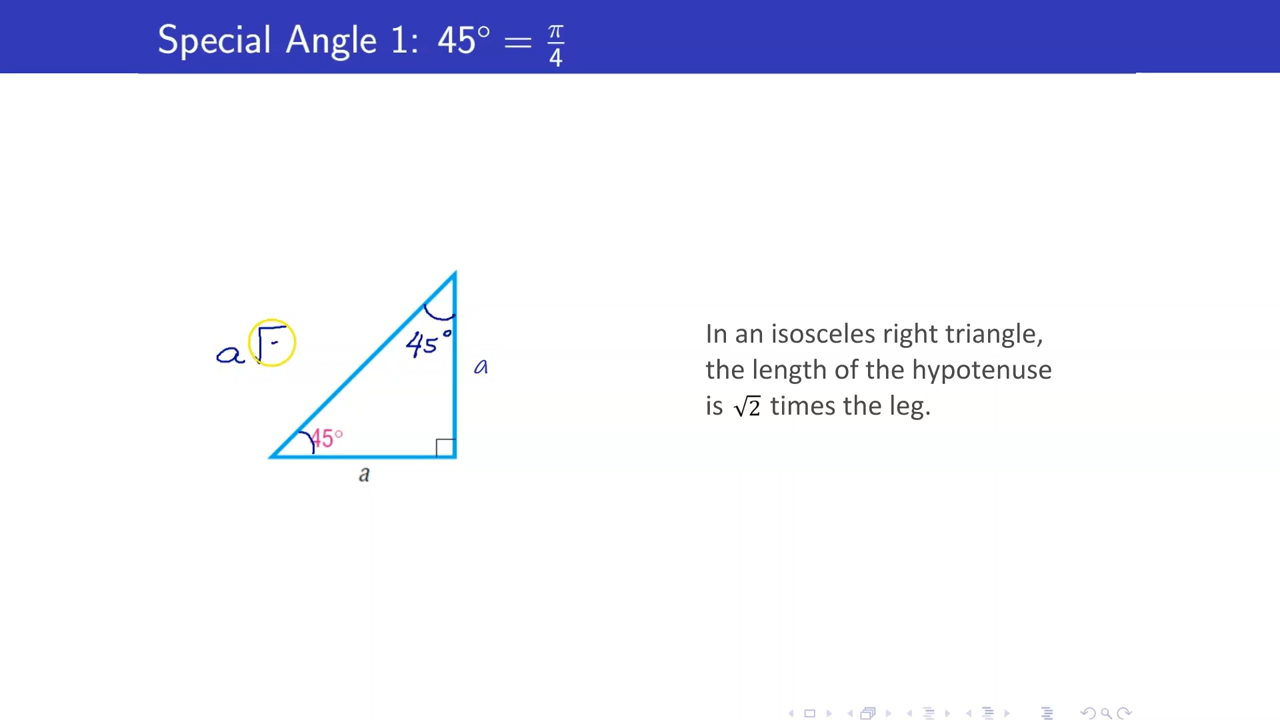 Special Angle 1: 45° = π/4
a√
45°
a
45°
a
In an isosceles right triangle,
the length of the hypotenuse
is √2 times the leg.